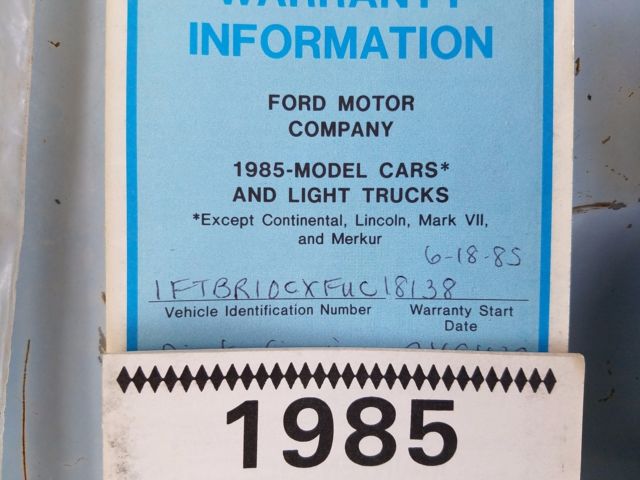 WARRANTY
INFORMATION
FORD MOTOR
COMPANY
1985-MODEL CARS*
AND LIGHT TRUCKS
*Except Continental, Lincoln, Mark VII,
and Merkur
6-18-85
1FTBR10CXFUC18138
Vehicle Identification Number Warranty Start
Date
1985